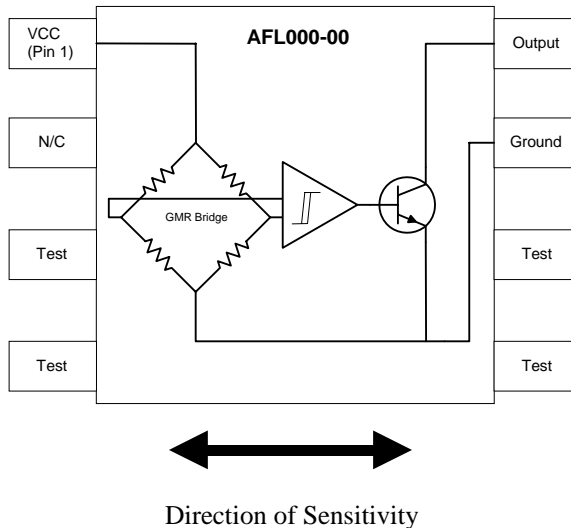 VCC
(Pin 1)
AFL000-00
Output
N/C
Ground
GMR Bridge
Test
Test
Test
Test
Direction of Sensitivity